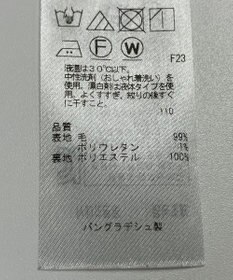 F
W
F23
液温は30℃以下。
中性洗剤(おしゃれ着洗い)を
使用。漂白剤は液体タイプを使
用。よくすすぎ、絞りの後すぐ
に干すこと。
110
品質
表地 毛 99%
ポリウレタン 1%
裏地 ポリエステル 100%
バングラデシュ製